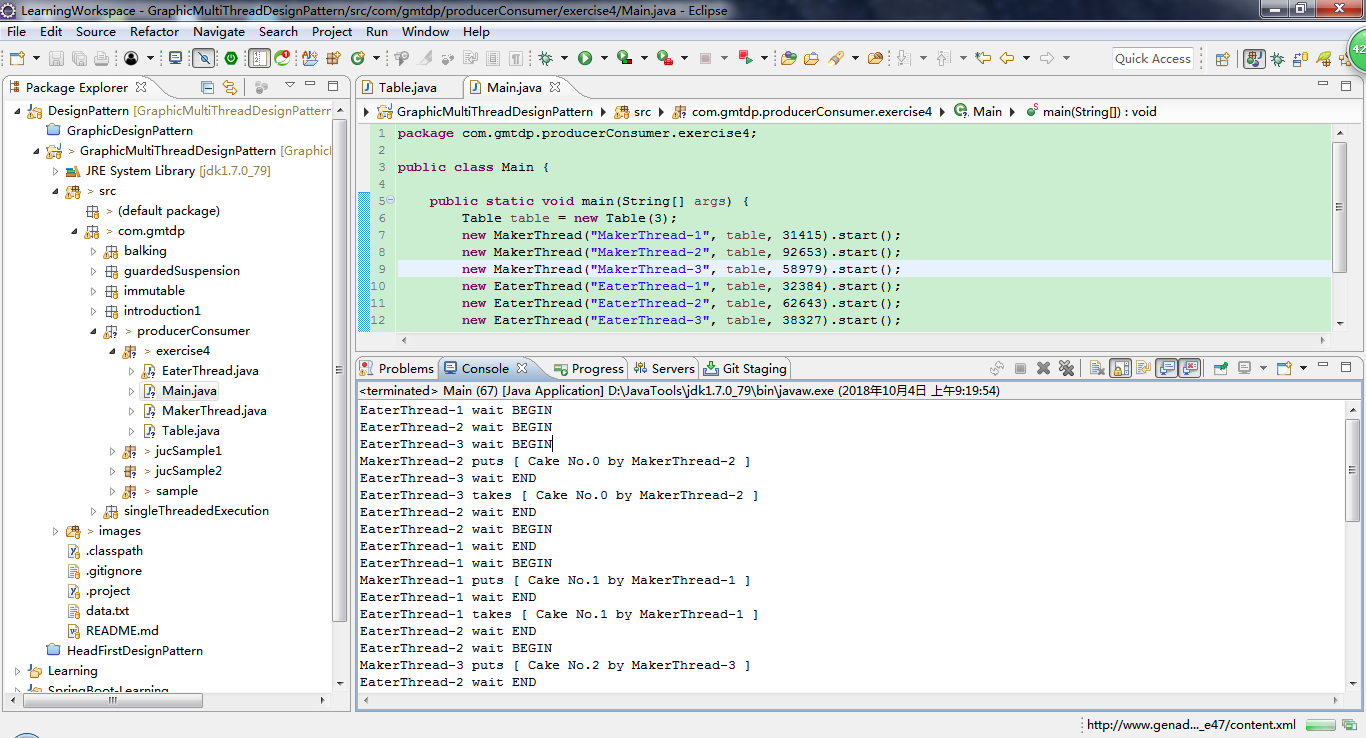 LearningWorkspace - GraphicMultiThreadDesignPattern/src/com/gmtdp/producerConsumer/exercise4/Main.java - Eclipse
File Edit Source Refactor Navigate Search Project Run Window Help
Quick Access
42
Package Explorer
DesignPattern [GraphicMultiThreadDesignPattern
GraphicDesignPattern
> GraphicMultiThreadDesignPattern [Graphic
JRE System Library [jdk1.7.0_79]
> src
> (default package)
> com.gmtdp
balking
guardedSuspension
immutable
introduction1
> producerConsumer
> exercise4
EaterThread.java
Main.java
MakerThread.java
Table.java
> jucSample1
> jucSample2
> sample
singleThreadedExecution
> images
.classpath
.gitignore
.project
data.txt
README.md
HeadFirstDesignPattern
Learning
SpringBoot-Learning
Table.java Main.java
GraphicMultiThreadDesignPattern src com.gmtdp.producerConsumer.exercise4 Main main(String[]) : void
1 package com.gmtdp.producerConsumer.exercise4;
2
3 public class Main {
4
5 public static void main(String[] args) {
6 Table table = new Table(3);
7 new MakerThread("MakerThread-1", table, 31415).start();
8 new MakerThread("MakerThread-2", table, 92653).start();
9 new MakerThread("MakerThread-3", table, 58979).start();
10 new EaterThread("EaterThread-1", table, 32384).start();
11 new EaterThread("EaterThread-2", table, 62643).start();
12 new EaterThread("EaterThread-3", table, 38327).start();
Problems Console Progress Servers Git Staging
<terminated> Main (67) [Java Application] D:\JavaTools\jdk1.7.0_79\bin\javaw.exe (2018年10月4日 上午9:19:54)
EaterThread-1 wait BEGIN
EaterThread-2 wait BEGIN
EaterThread-3 wait BEGIN
MakerThread-2 puts [ Cake No.0 by MakerThread-2 ]
EaterThread-3 wait END
EaterThread-3 takes [ Cake No.0 by MakerThread-2 ]
EaterThread-2 wait END
EaterThread-2 wait BEGIN
EaterThread-1 wait END
EaterThread-1 wait BEGIN
MakerThread-1 puts [ Cake No.1 by MakerThread-1 ]
EaterThread-1 wait END
EaterThread-1 takes [ Cake No.1 by MakerThread-1 ]
EaterThread-2 wait END
EaterThread-2 wait BEGIN
MakerThread-3 puts [ Cake No.2 by MakerThread-3 ]
EaterThread-2 wait END
http://www.genad..._e47/content.xml